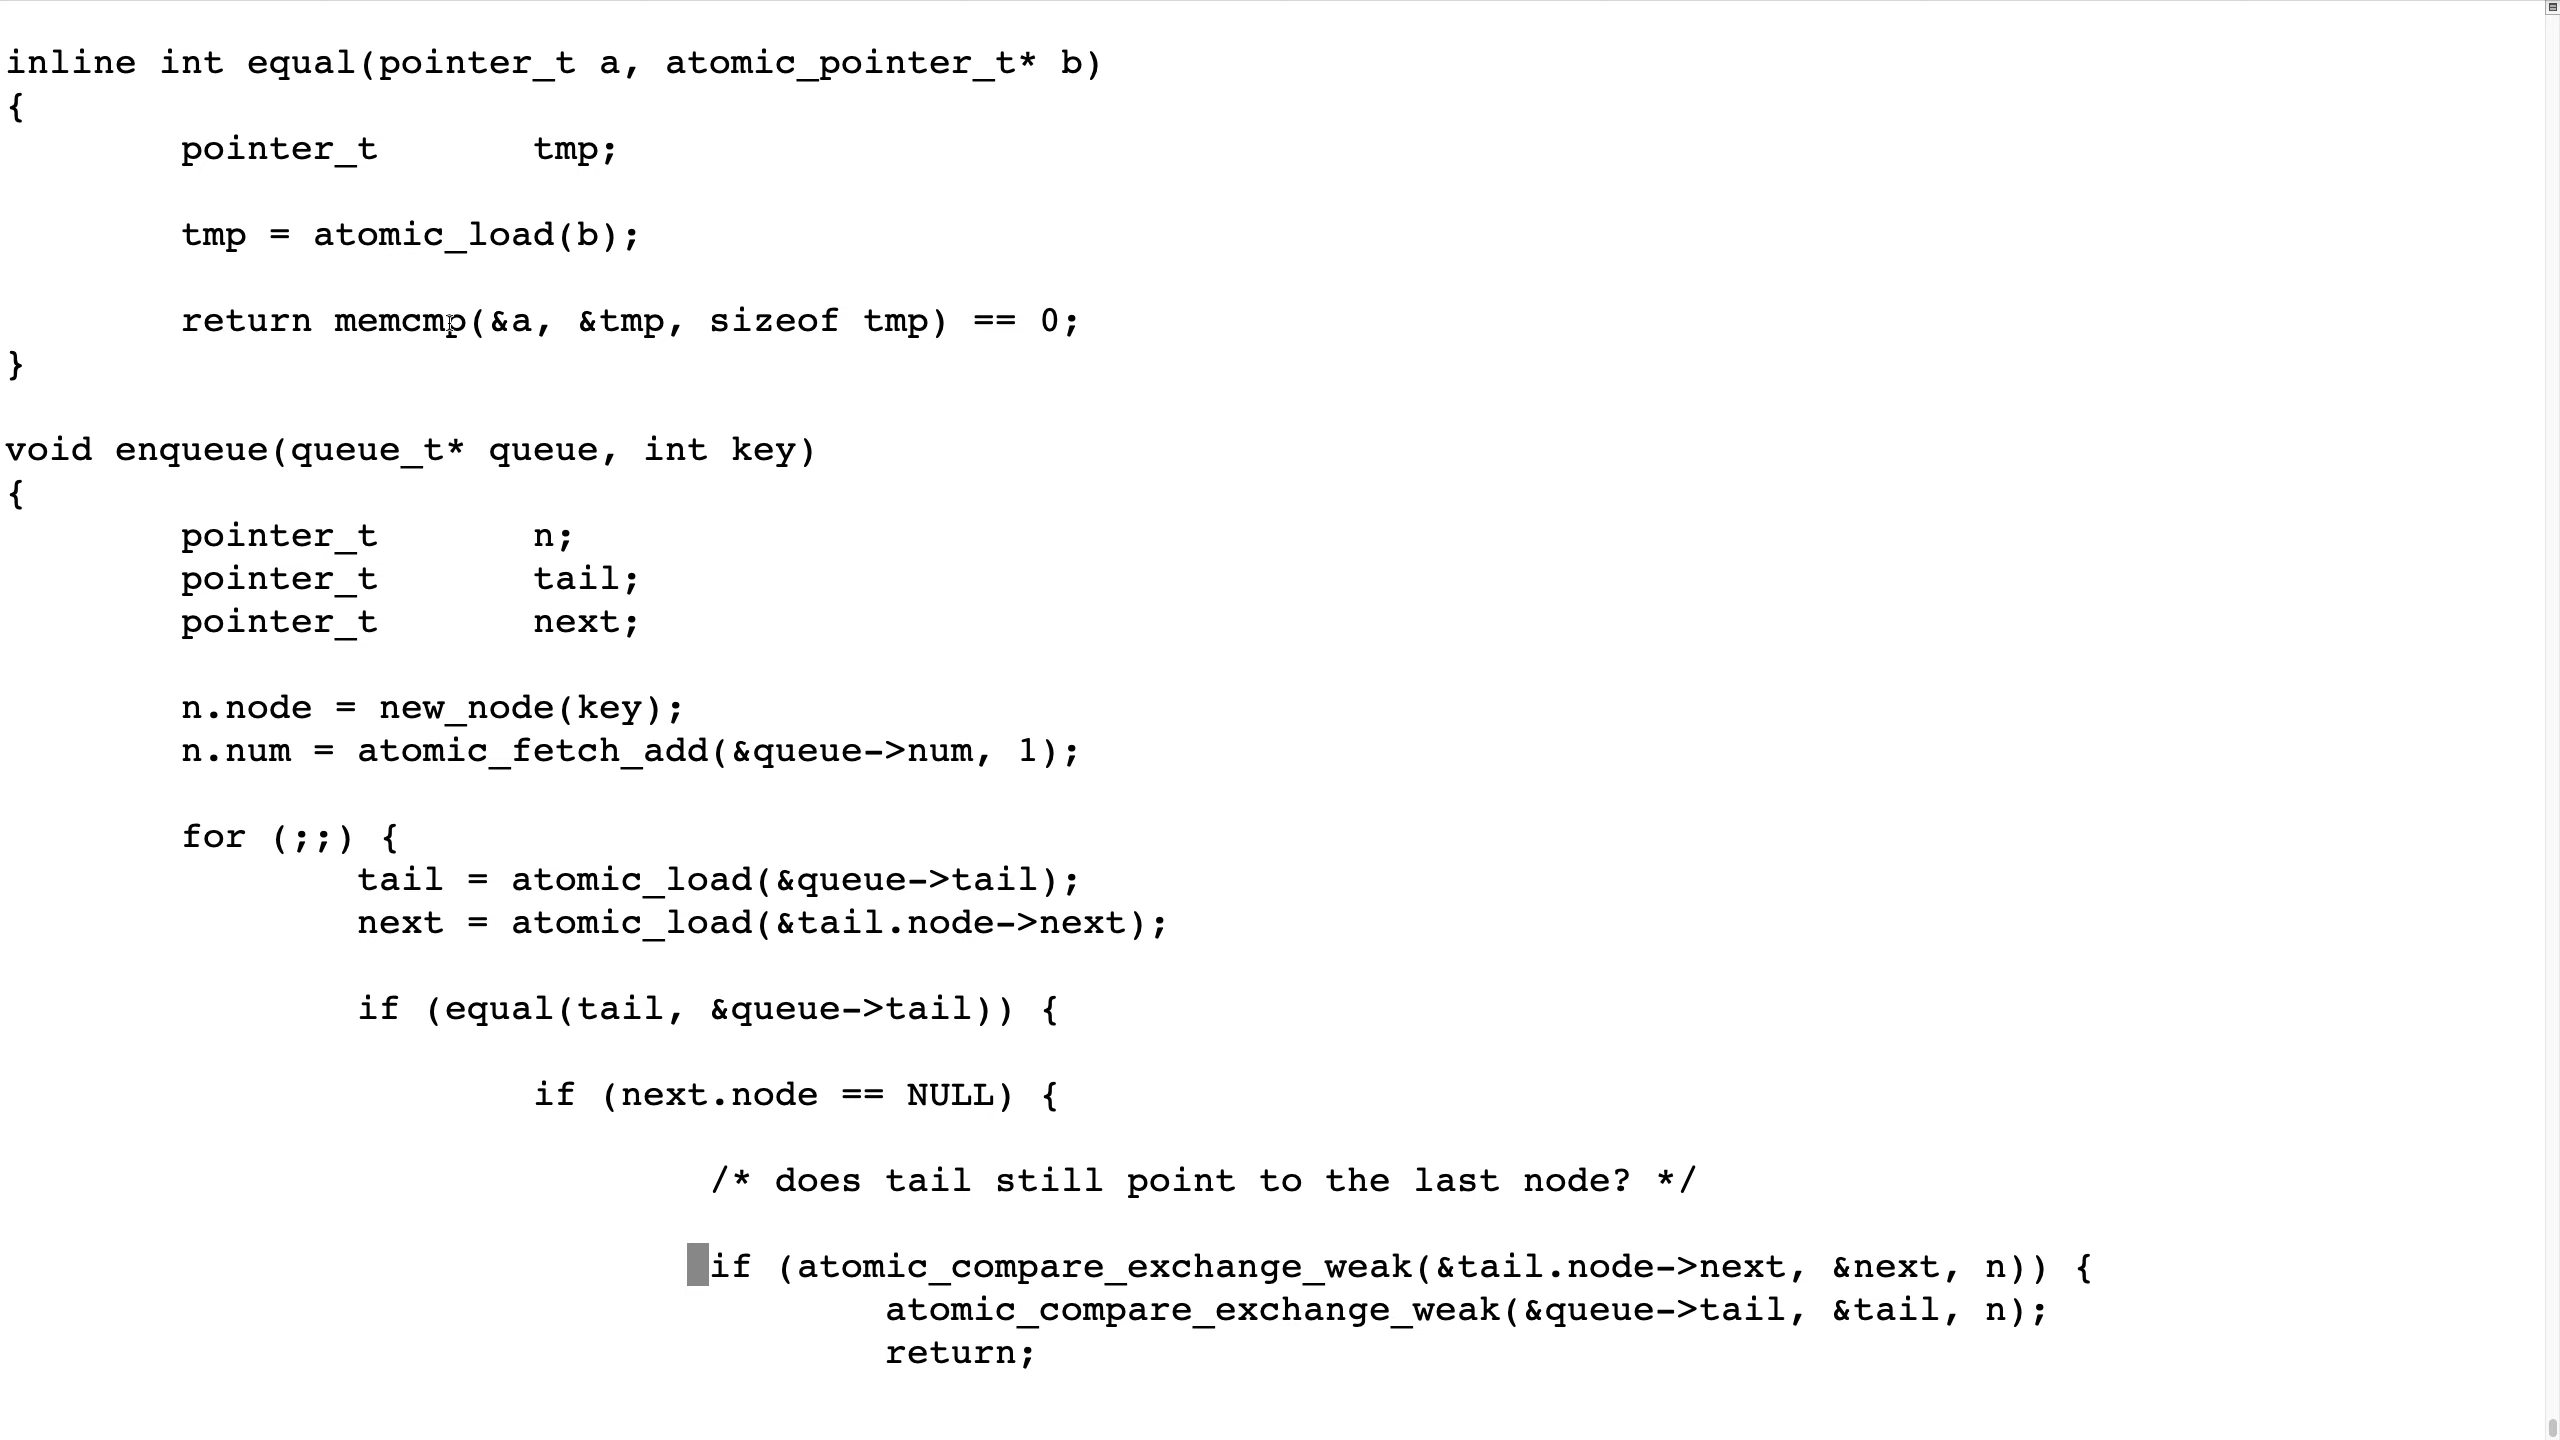 inline int equal(pointer_t a, atomic_pointer_t* b)
{
        pointer_t       tmp;
        tmp = atomic_load(b);
        return memcmp(&a, &tmp, sizeof tmp) == 0;
}
void enqueue(queue_t* queue, int key)
{
        pointer_t       n;
        pointer_t       tail;
        pointer_t       next;
        n.node = new_node(key);
        n.num = atomic_fetch_add(&queue->num, 1);
        for (;;) {
                tail = atomic_load(&queue->tail);
                next = atomic_load(&tail.node->next);
                if (equal(tail, &queue->tail)) {
                        if (next.node == NULL) {
                                /* does tail still point to the last node? */
                                if (atomic_compare_exchange_weak(&tail.node->next, &next, n)) {
                                        atomic_compare_exchange_weak(&queue->tail, &tail, n);
                                        return;